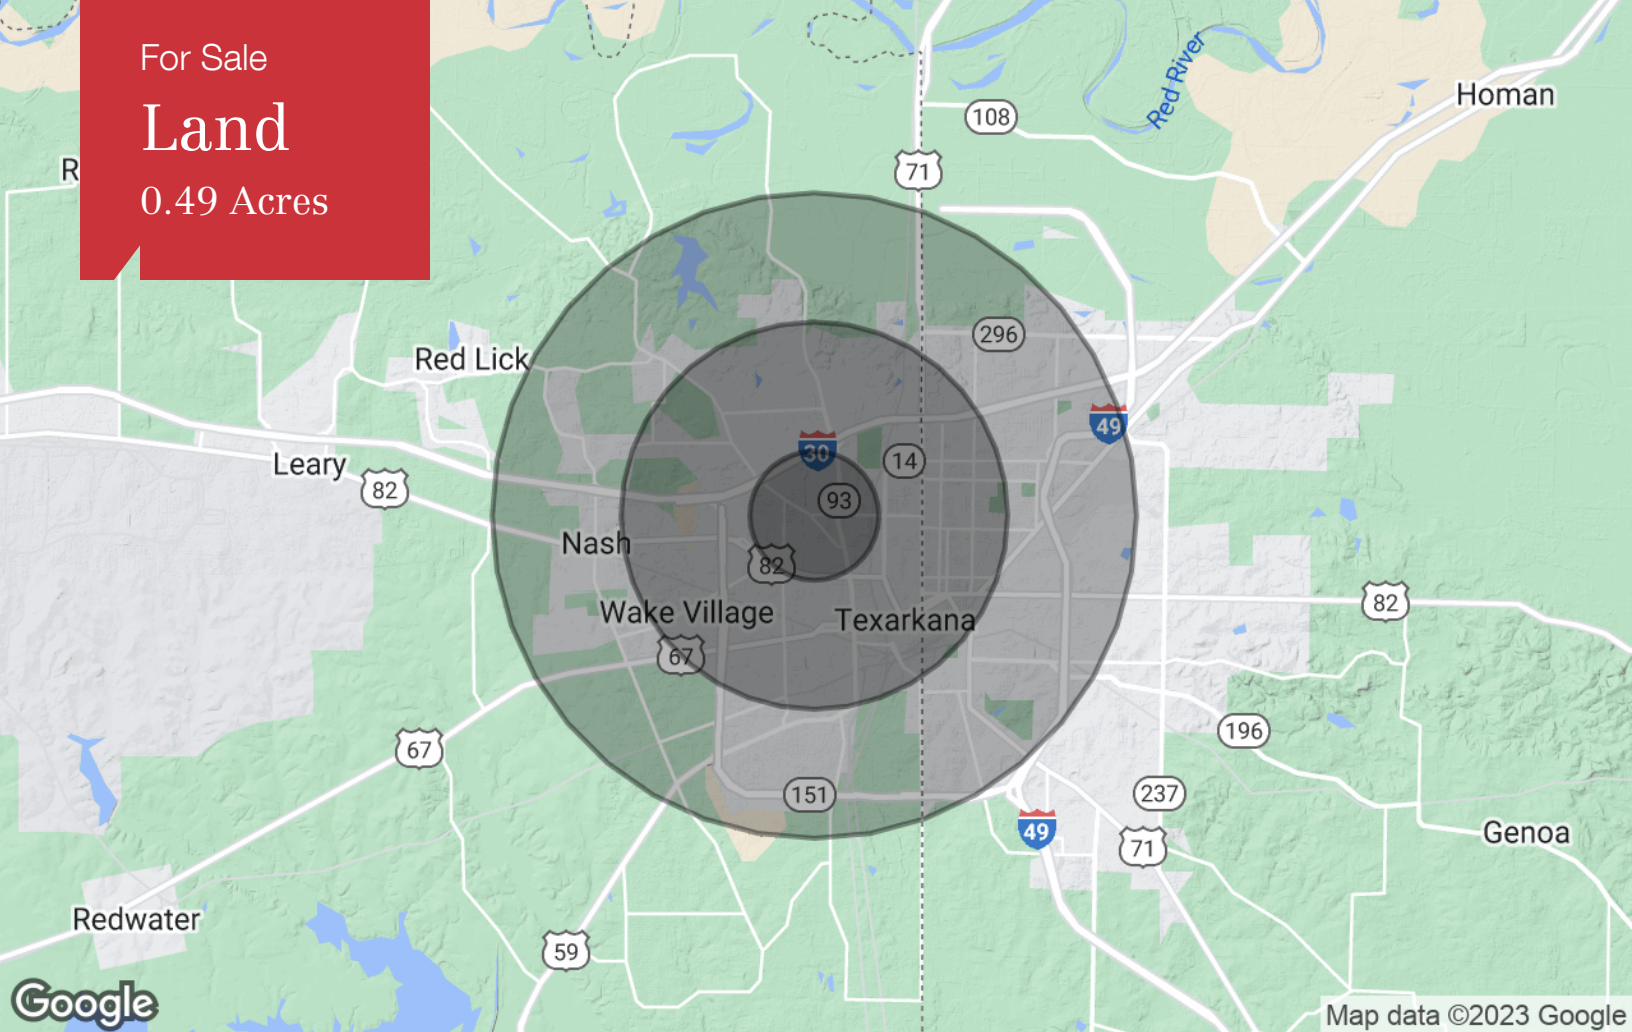 For Sale
Land
0.49 Acres
Red River
Homan
108
71
R
296
Red Lick
49
30
14
Leary
82
93
Nash
82
82
Wake Village
Texarkana
67
196
67
151
237
49
71
Genoa
Redwater
59
Google
Map data ©2023 Google